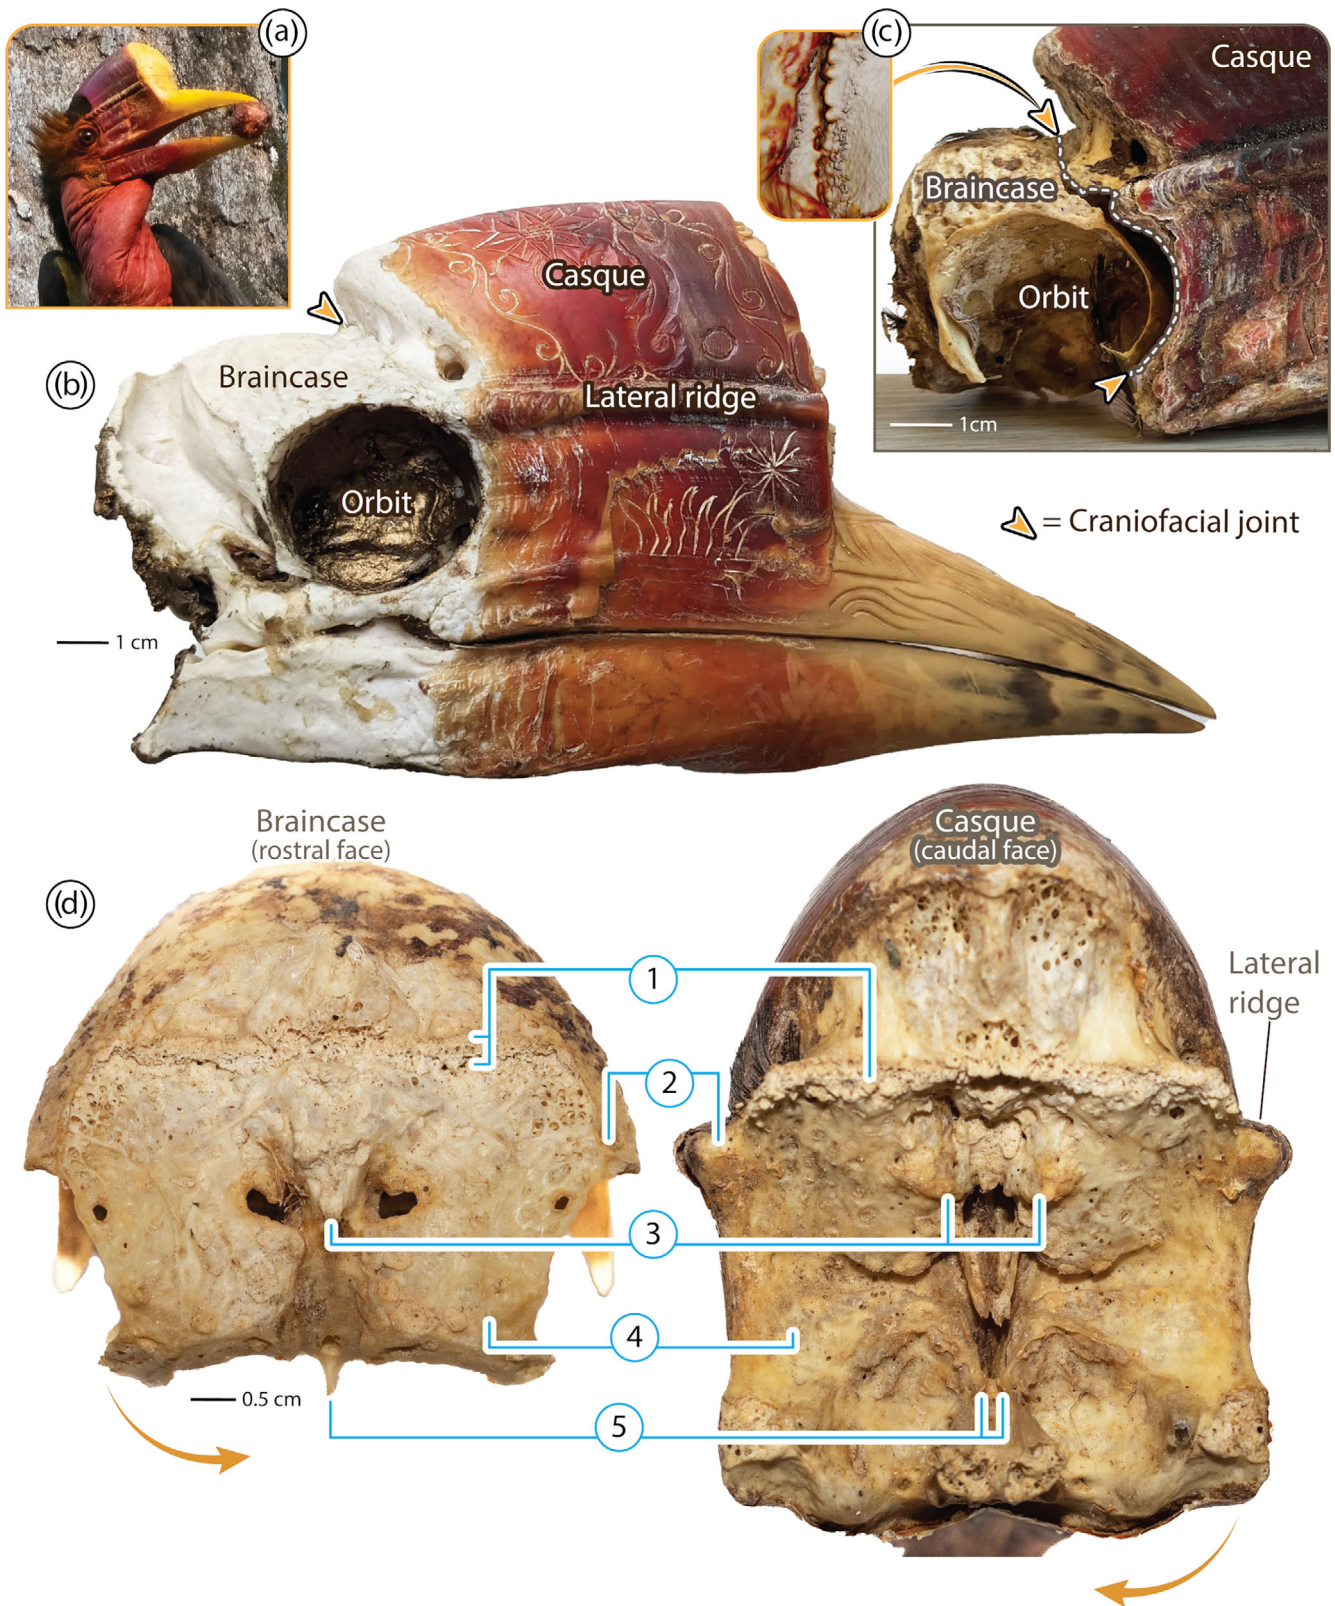 (a)
(b)
Braincase
Orbit
Casque
Lateral ridge
1 cm
(c)
Casque
Braincase
Orbit
1cm
= Craniofacial joint
(d)
Braincase
(rostral face)
Casque
(caudal face)
Lateral
ridge
1
2
3
4
5
0.5 cm